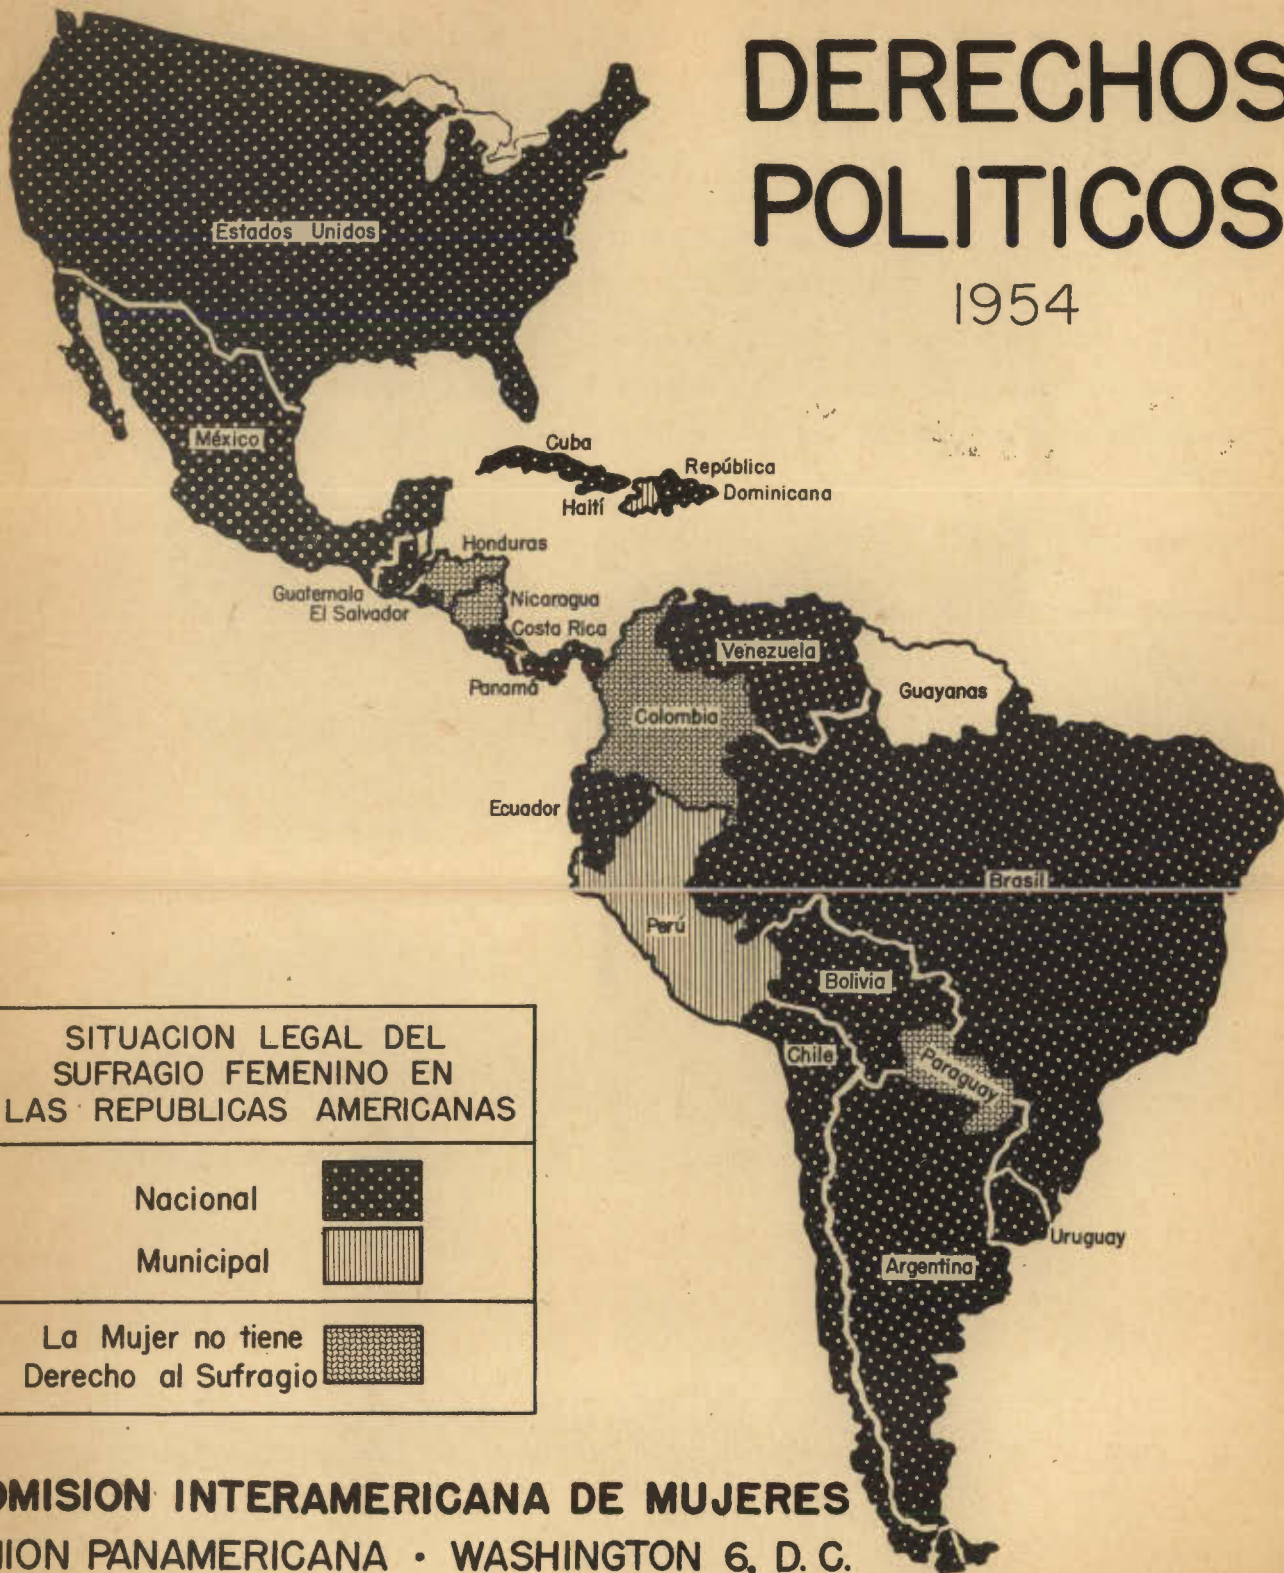 DERECHOS
POLITICOS
1954
Estados Unidos
México
Cuba
República
Dominicana
Haití
Honduras
Guatemala
El Salvador
Nicaragua
Costa Rica
Panamá
Venezuela
Guayanas
Colombia
Ecuador
Brasil
Perú
Bolivia
Chile
Paraguay
Uruguay
Argentina
SITUACION LEGAL DEL
SUFRAGIO FEMENINO EN
LAS REPUBLICAS AMERICANAS
Nacional
Municipal
La Mujer no tiene
Derecho al Sufragio
OMISION INTERAMERICANA DE MUJERES
NION PANAMERICANA • WASHINGTON 6, D. C.